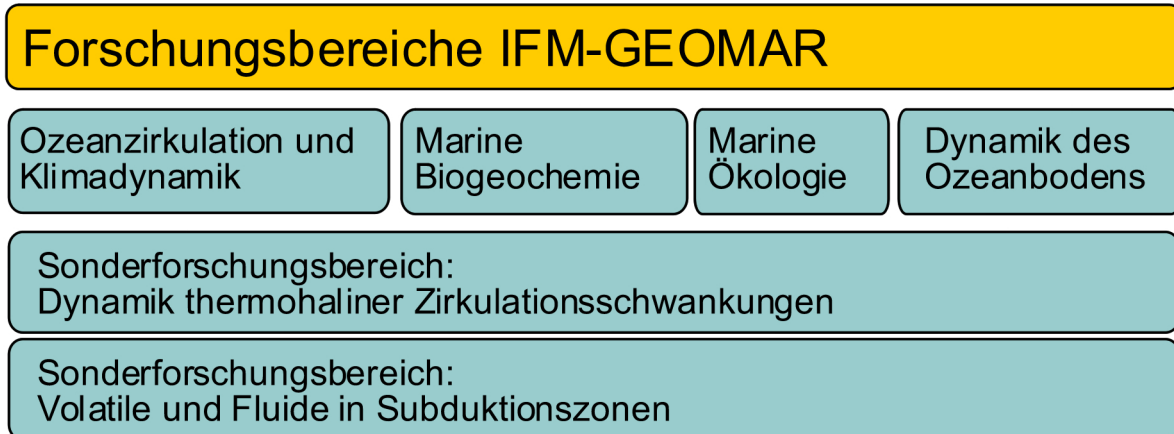 Forschungsbereiche IFM-GEOMAR
Ozeanzirkulation und
Klimadynamik
Marine
Biogeochemie
Marine
Ökologie
Dynamik des
Ozeanbodens
Sonderforschungsbereich:
Dynamik thermohaliner Zirkulationsschwankungen
Sonderforschungsbereich:
Volatile und Fluide in Subduktionszonen